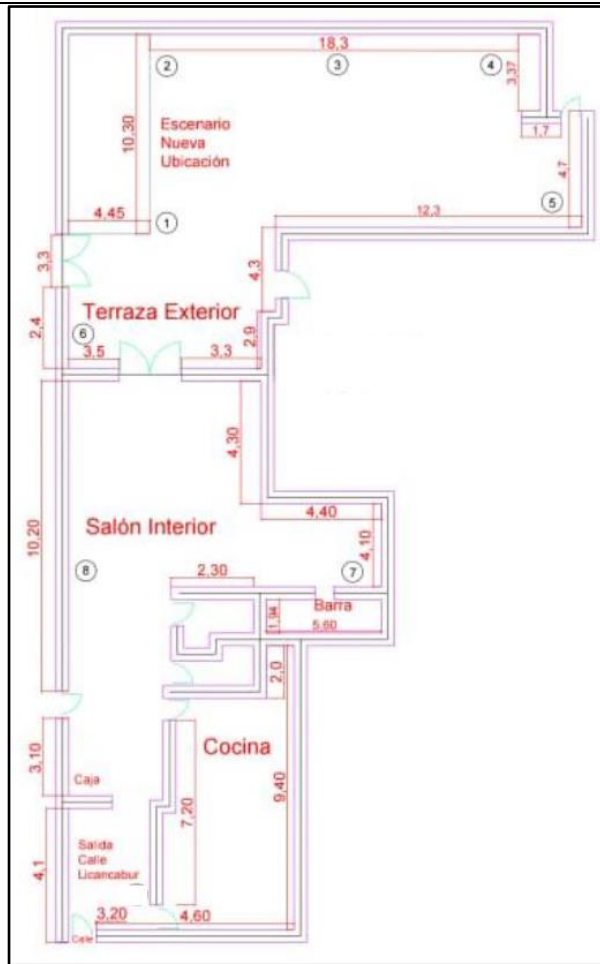 18,3
2
3
4
3,37
10,30
Escenario
Nueva
Ubicación
1,7
4,7
4,45
1
12,3
5
3,3
4,3
Terraza Exterior
2,4
6
2,9
3,5
3,3
4,30
10,20
Salón Interior
4,40
4,10
8
2,30
7
Barra
1,94
5,60
2,0
Cocina
3,10
Caja
7,20
9,40
4,1
Salida
Calle
Licancabur
3,20
4,60
Calle